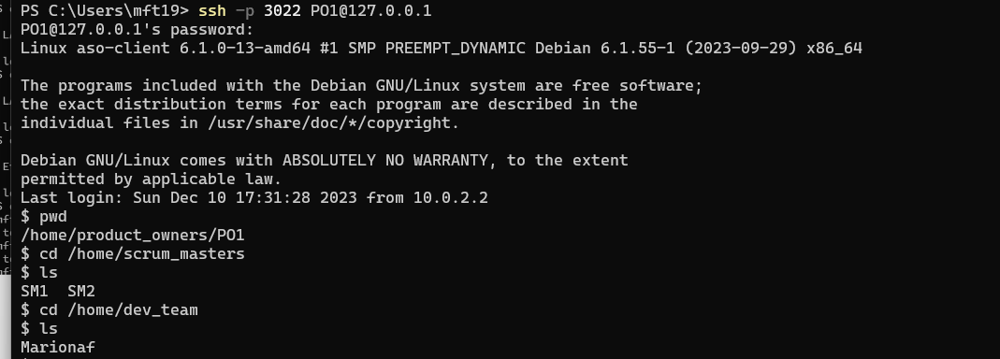 PS C:\Users\mft19> ssh -p 3022 PO1@127.0.0.1
PO1@127.0.0.1's password:
Linux aso-client 6.1.0-13-amd64 #1 SMP PREEMPT_DYNAMIC Debian 6.1.55-1 (2023-09-29) x86_64
The programs included with the Debian GNU/Linux system are free software;
the exact distribution terms for each program are described in the
individual files in /usr/share/doc/*/copyright.
Debian GNU/Linux comes with ABSOLUTELY NO WARRANTY, to the extent
permitted by applicable law.
Last login: Sun Dec 10 17:31:28 2023 from 10.0.2.2
$ pwd
/home/product_owners/PO1
$ cd /home/scrum_masters
$ ls
SM1  SM2
$ cd /home/dev_team
$ ls
Marionaf